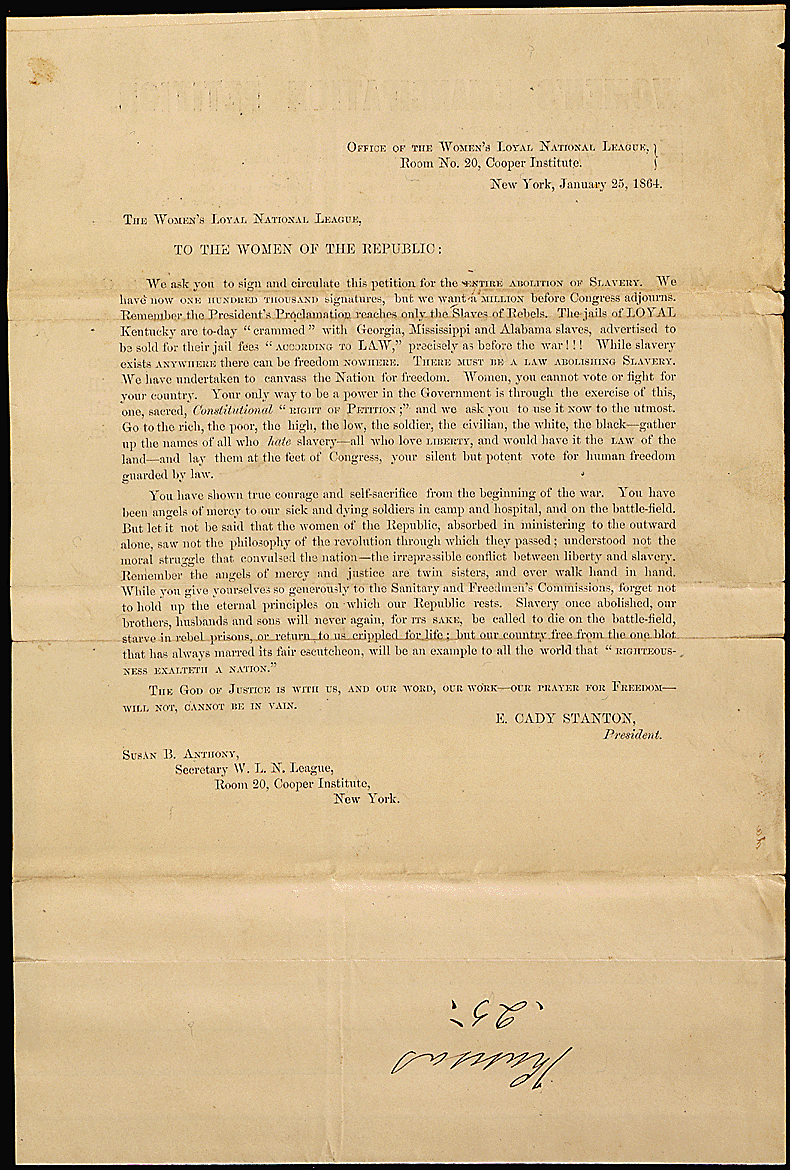 OFFICE OF THE WOMEN'S LOYAL NATIONAL LEAGUE, }
ROOM NO. 20, COOPER INSTITUTE. }
NEW YORK, JANUARY 25, 1864.
THE WOMEN'S LOYAL NATIONAL LEAGUE,
TO THE WOMEN OF THE REPUBLIC:
We ask you to sign and circulate this petition for the ENTIRE ABOLITION OF SLAVERY. We
have now ONE HUNDRED THOUSAND signatures, but we want a MILLION before Congress adjourns.
Remember the President's Proclamation reaches only the Slaves of Rebels. The jails of LOYAL
Kentucky are to-day "crammed" with Georgia, Mississippi and Alabama slaves, advertised to
be sold for their jail fees "ACCORDING TO LAW," precisely as before the war!!! While slavery
exists ANYWHERE there can be freedom NOWHERE. THERE MUST BE A LAW ABOLISHING SLAVERY.
We have undertaken to canvass the Nation for freedom. Women, you cannot vote or fight for
your country. Your only way to be a power in the Government is through the exercise of this,
one, sacred, Constitutional "RIGHT OF PETITION;" and we ask you to use it now to the utmost.
Go to the rich, the poor, the high, the low, the soldier, the civilian, the white, the black—gather
up the names of all who hate slavery—all who love LIBERTY, and would have it the LAW of the
land—and lay them at the feet of Congress, your silent but potent vote for human freedom
guarded by law.
You have shown true courage and self-sacrifice from the beginning of the war. You have
been angels of mercy to our sick and dying soldiers in camp and hospital, and on the battle-field.
But let it not be said that the women of the Republic, absorbed in ministering to the outward
alone, saw not the philosophy of the revolution through which they passed; understood not the
moral struggle that convulsed the nation—the irrepressible conflict between liberty and slavery.
Remember the angels of mercy and justice are twin sisters, and ever walk hand in hand.
While you give yourselves so generously to the Sanitary and Freedmen's Commissions, forget not
to hold up the eternal principles on which our Republic rests. Slavery once abolished, our
brothers, husbands and sons will never again, for ITS SAKE, be called to die on the battle-field,
starve in rebel prisons, or return to us crippled for life; but our country free from the one blot
that has always marred its fair escutcheon, will be an example to all the world that "RIGHTEOUS-
NESS EXALTETH A NATION."
THE GOD OF JUSTICE IS WITH US, AND OUR WORD, OUR WORK—OUR PRAYER FOR FREEDOM—
WILL NOT, CANNOT BE IN VAIN.
E. CADY STANTON,
President.
SUSAN B. ANTHONY,
Secretary W. L. N. League,
Room 20, Cooper Institute,
New York.
Kansas
25